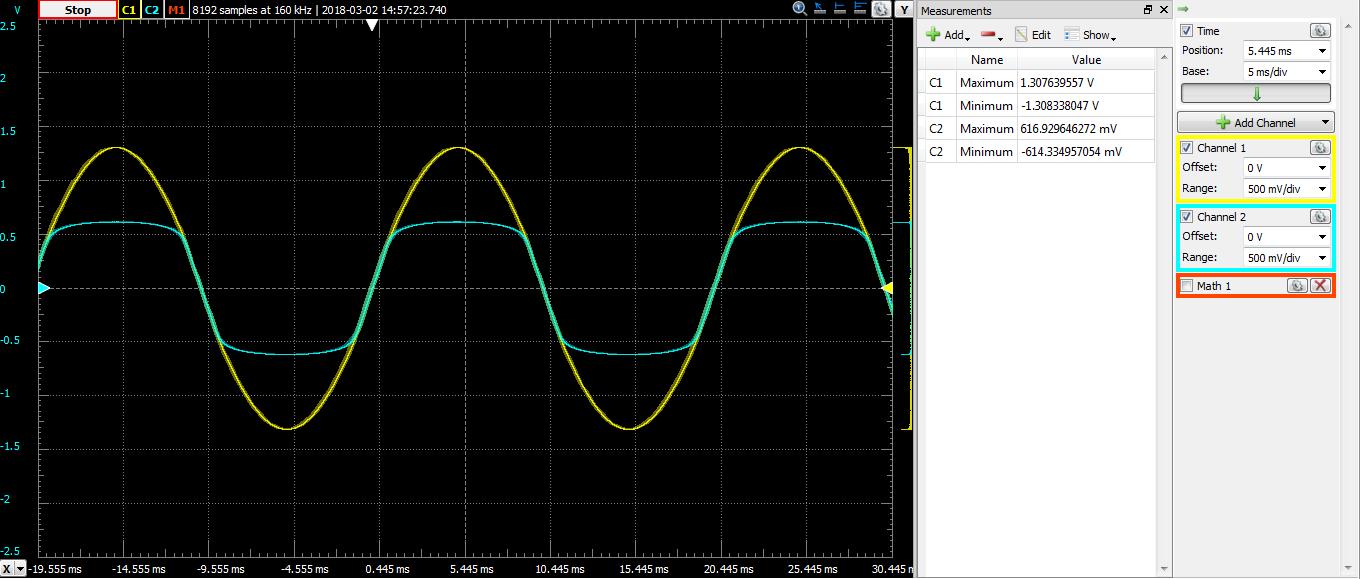 V Stop C1 C2 M1 8192 samples at 160 kHz | 2018-03-02 14:57:23.740 Y
2.5
2
1.5
1
0.5
0
-0.5
-1
-1.5
-2
-2.5
X -19.555 ms -14.555 ms -9.555 ms -4.555 ms 0.445 ms 5.445 ms 10.445 ms 15.445 ms 20.445 ms 25.445 ms 30.445 m
Measurements
Add Edit Show
Name Value
C1 Maximum 1.307639557 V
C1 Minimum -1.308338047 V
C2 Maximum 616.929646272 mV
C2 Minimum -614.334957054 mV
Time
Position: 5.445 ms
Base: 5 ms/div
Add Channel
Channel 1
Offset: 0 V
Range: 500 mV/div
Channel 2
Offset: 0 V
Range: 500 mV/div
Math 1